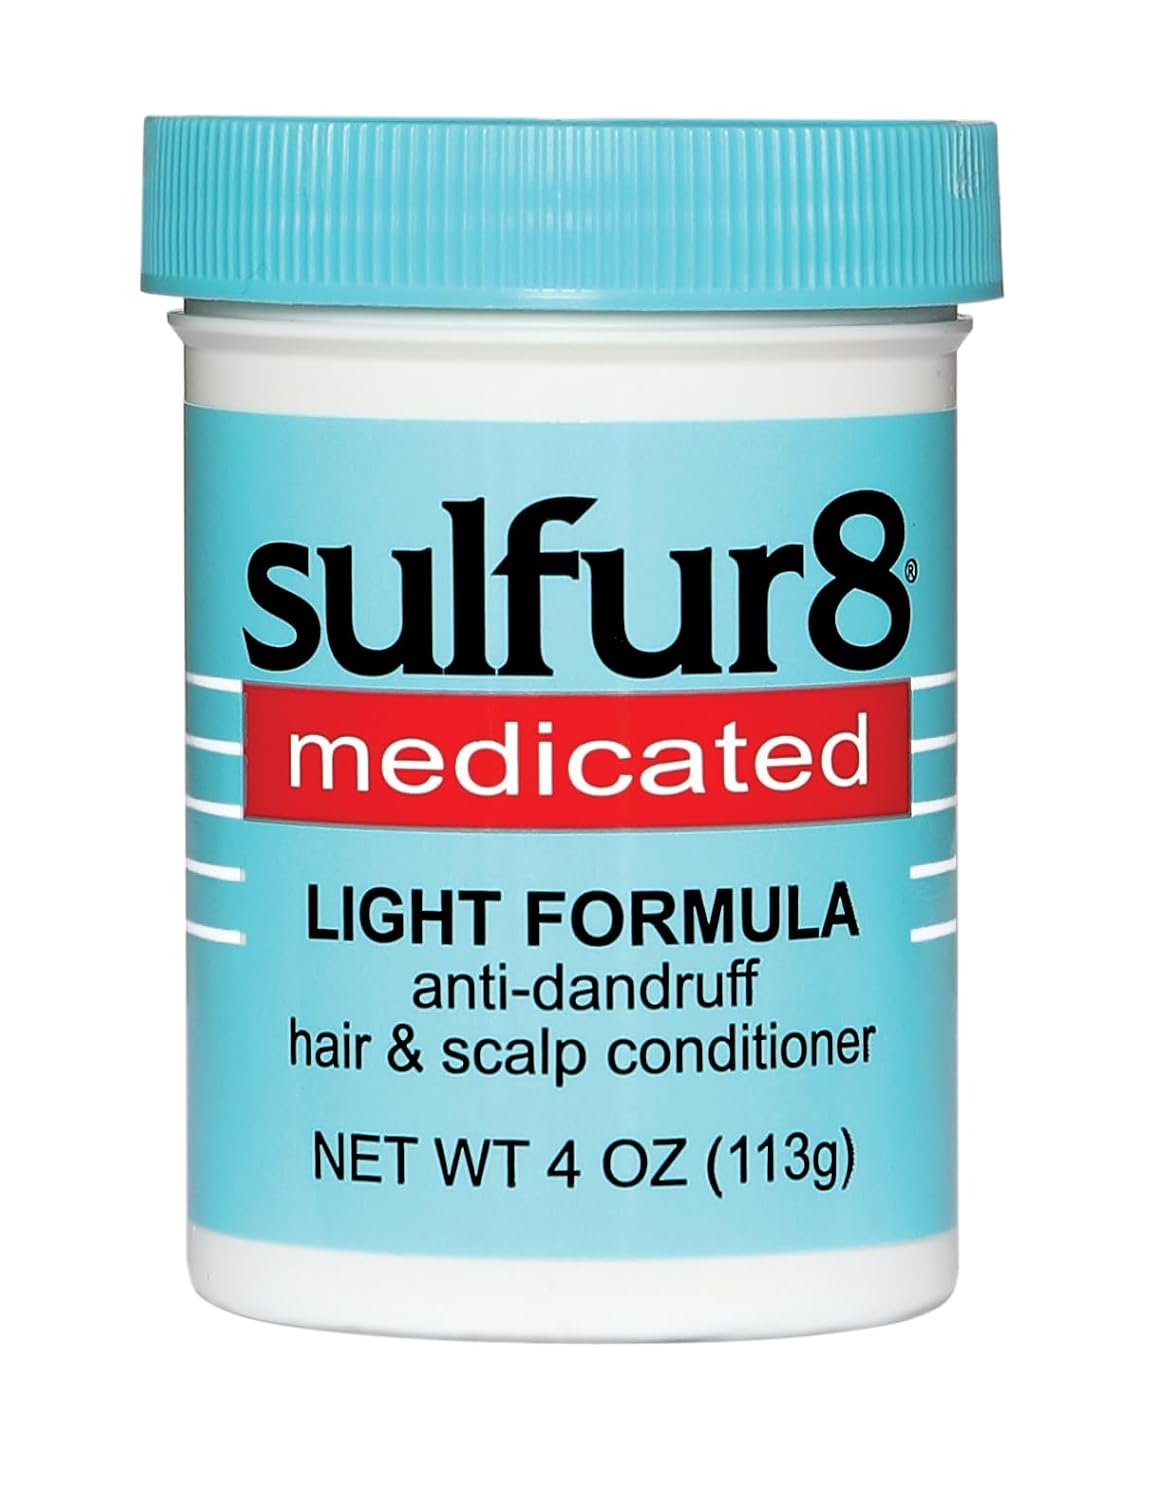 sulfur8®
medicated
LIGHT FORMULA
anti-dandruff
hair & scalp conditioner
NET WT 4 OZ (113g)